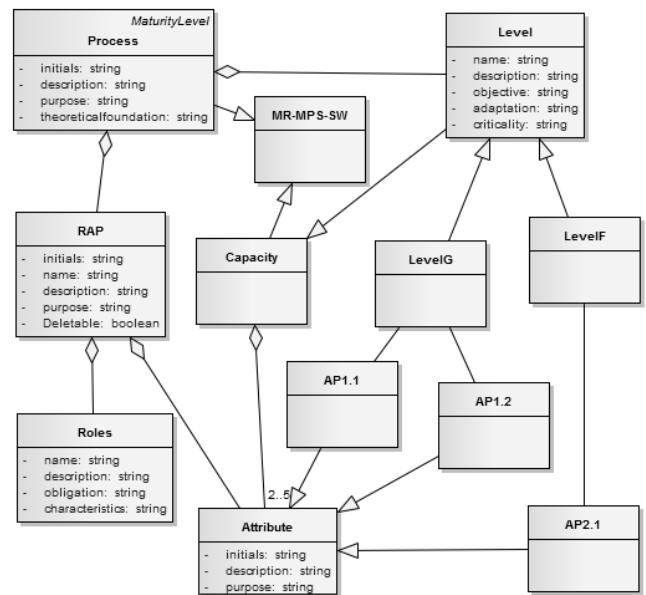 MaturityLevel
Process
- initials: string
- description: string
- purpose: string
- theoreticalfoundation: string
Level
- name: string
- description: string
- objective: string
- adaptation: string
- criticality: string
MR-MPS-SW
RAP
- initials: string
- name: string
- description: string
- purpose: string
- Deletable: boolean
Capacity
LevelG
LevelF
AP1.1
AP1.2
Roles
- name: string
- description: string
- obligation: string
- characteristics: string
2..5
Attribute
- initials: string
- description: string
- purpose: string
AP2.1